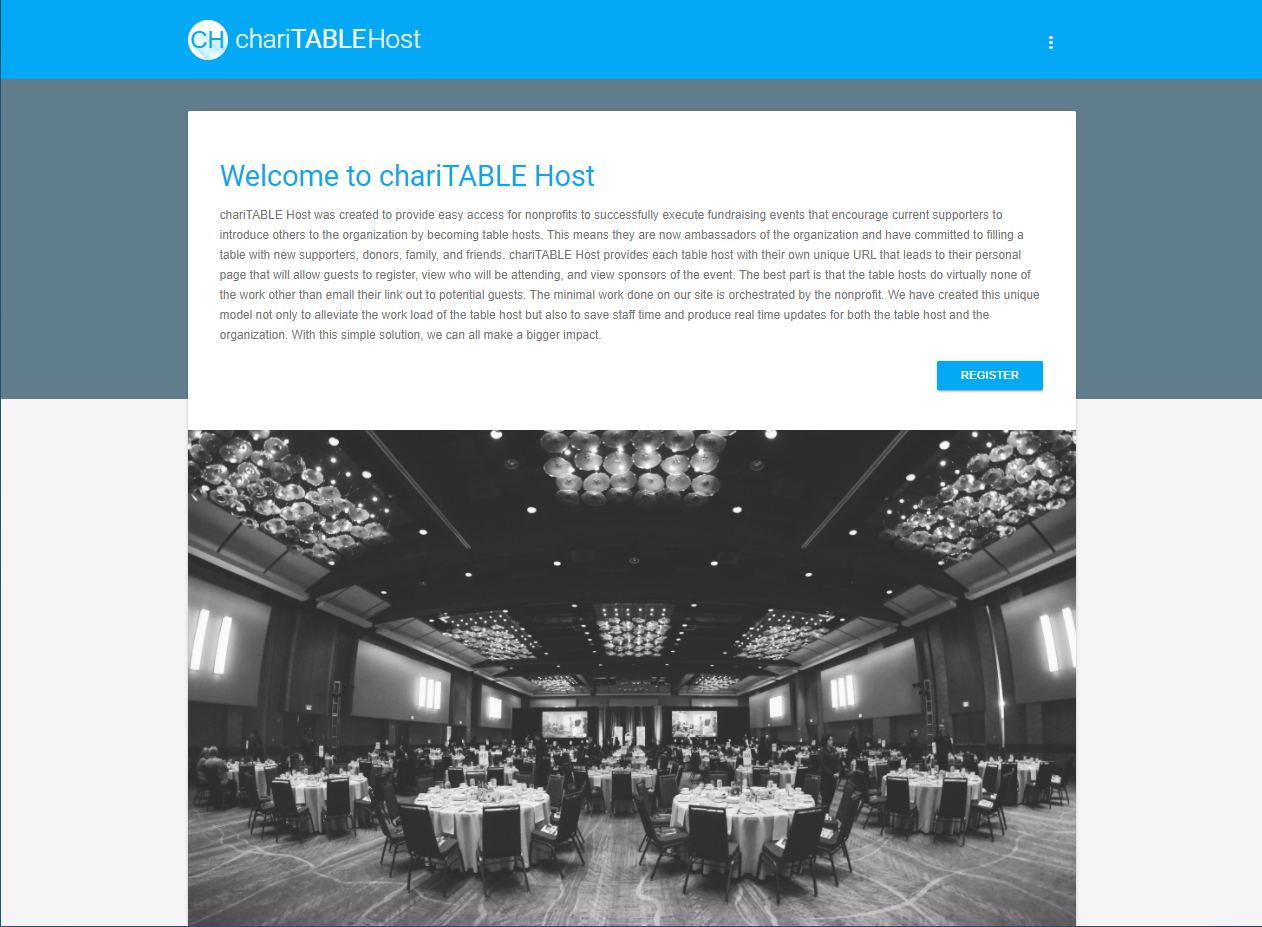 CH chariTABLEHost
Welcome to chariTABLE Host
chariTABLE Host was created to provide easy access for nonprofits to successfully execute fundraising events that encourage current supporters to
introduce others to the organization by becoming table hosts. This means they are now ambassadors of the organization and have committed to filling a
table with new supporters, donors, family, and friends. chariTABLE Host provides each table host with their own unique URL that leads to their personal
page that will allow guests to register, view who will be attending, and view sponsors of the event. The best part is that the table hosts do virtually none of
the work other than email their link out to potential guests. The minimal work done on our site is orchestrated by the nonprofit. We have created this unique
model not only to alleviate the work load of the table host but also to save staff time and produce real time updates for both the table host and the
organization. With this simple solution, we can all make a bigger impact.
REGISTER